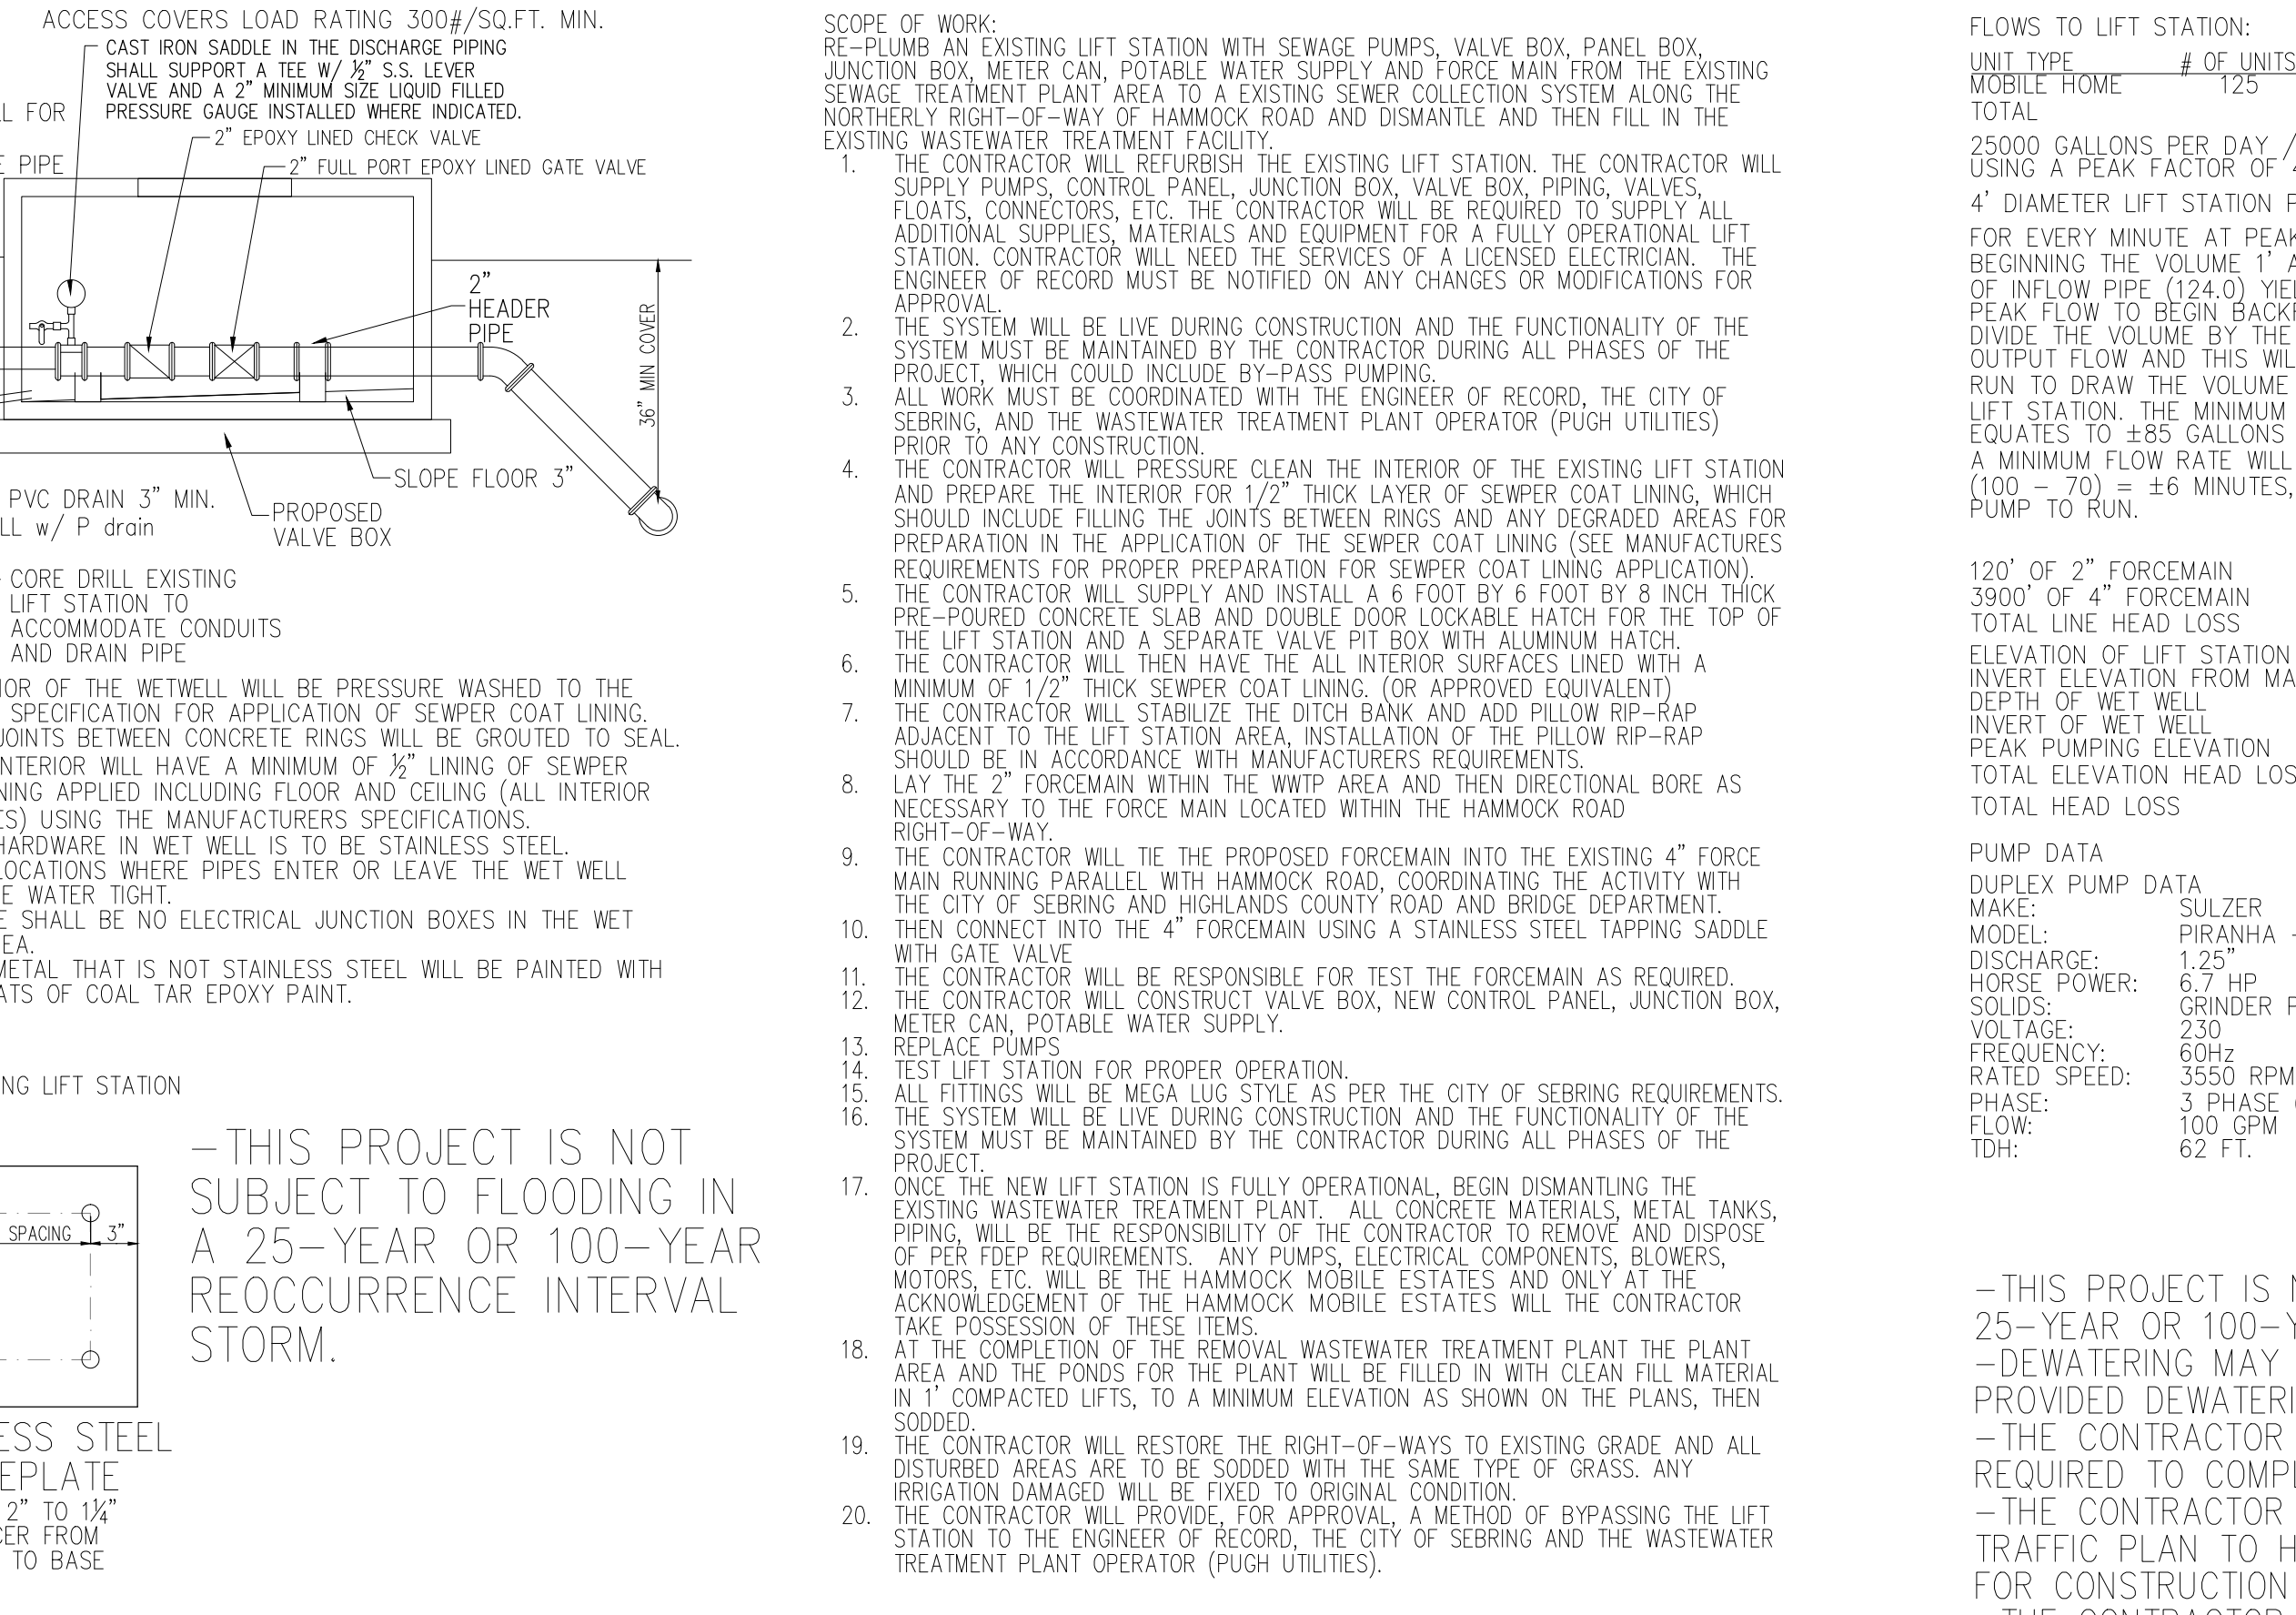 ACCESS COVERS LOAD RATING 300#/SQ.FT. MIN.
CAST IRON SADDLE IN THE DISCHARGE PIPING
SHALL SUPPORT A TEE W/ ½" S.S. LEVER
VALVE AND A 2" MINIMUM SIZE LIQUID FILLED
PRESSURE GAUGE INSTALLED WHERE INDICATED.
FOR
2" EPOXY LINED CHECK VALVE
PIPE
2" FULL PORT EPOXY LINED GATE VALVE
2"
HEADER
PIPE
36" MIN COVER
SLOPE FLOOR 3"
PVC DRAIN 3" MIN.
w/ P drain
PROPOSED
VALVE BOX
CORE DRILL EXISTING
LIFT STATION TO
ACCOMMODATE CONDUITS
AND DRAIN PIPE
OF THE WETWELL WILL BE PRESSURE WASHED TO THE
SPECIFICATION FOR APPLICATION OF SEWPER COAT LINING.
JOINTS BETWEEN CONCRETE RINGS WILL BE GROUTED TO SEAL.
NTERIOR WILL HAVE A MINIMUM OF ½" LINING OF SEWPER
NING APPLIED INCLUDING FLOOR AND CEILING (ALL INTERIOR
ES) USING THE MANUFACTURERS SPECIFICATIONS.
HARDWARE IN WET WELL IS TO BE STAINLESS STEEL.
LOCATIONS WHERE PIPES ENTER OR LEAVE THE WET WELL
E WATER TIGHT.
E SHALL BE NO ELECTRICAL JUNCTION BOXES IN THE WET
EA.
METAL THAT IS NOT STAINLESS STEEL WILL BE PAINTED WITH
ATS OF COAL TAR EPOXY PAINT.
NG LIFT STATION
SPACING 3"
ESS STEEL
EPLATE
2" TO 1¼"
CER FROM
TO BASE
-THIS PROJECT IS NOT
SUBJECT TO FLOODING IN
A 25-YEAR OR 100-YEAR
REOCCURRENCE INTERVAL
STORM.
SCOPE OF WORK:
RE-PLUMB AN EXISTING LIFT STATION WITH SEWAGE PUMPS, VALVE BOX, PANEL BOX,
JUNCTION BOX, METER CAN, POTABLE WATER SUPPLY AND FORCE MAIN FROM THE EXISTING
SEWAGE TREATMENT PLANT AREA TO A EXISTING SEWER COLLECTION SYSTEM ALONG THE
NORTHERLY RIGHT-OF-WAY OF HAMMOCK ROAD AND DISMANTLE AND THEN FILL IN THE
EXISTING WASTEWATER TREATMENT FACILITY.
1. THE CONTRACTOR WILL REFURBISH THE EXISTING LIFT STATION. THE CONTRACTOR WILL
SUPPLY PUMPS, CONTROL PANEL, JUNCTION BOX, VALVE BOX, PIPING, VALVES,
FLOATS, CONNECTORS, ETC. THE CONTRACTOR WILL BE REQUIRED TO SUPPLY ALL
ADDITIONAL SUPPLIES, MATERIALS AND EQUIPMENT FOR A FULLY OPERATIONAL LIFT
STATION. CONTRACTOR WILL NEED THE SERVICES OF A LICENSED ELECTRICIAN. THE
ENGINEER OF RECORD MUST BE NOTIFIED ON ANY CHANGES OR MODIFICATIONS FOR
APPROVAL.
2. THE SYSTEM WILL BE LIVE DURING CONSTRUCTION AND THE FUNCTIONALITY OF THE
SYSTEM MUST BE MAINTAINED BY THE CONTRACTOR DURING ALL PHASES OF THE
PROJECT, WHICH COULD INCLUDE BY-PASS PUMPING.
3. ALL WORK MUST BE COORDINATED WITH THE ENGINEER OF RECORD, THE CITY OF
SEBRING, AND THE WASTEWATER TREATMENT PLANT OPERATOR (PUGH UTILITIES)
PRIOR TO ANY CONSTRUCTION.
4. THE CONTRACTOR WILL PRESSURE CLEAN THE INTERIOR OF THE EXISTING LIFT STATION
AND PREPARE THE INTERIOR FOR 1/2" THICK LAYER OF SEWPER COAT LINING, WHICH
SHOULD INCLUDE FILLING THE JOINTS BETWEEN RINGS AND ANY DEGRADED AREAS FOR
PREPARATION IN THE APPLICATION OF THE SEWPER COAT LINING (SEE MANUFACTURES
REQUIREMENTS FOR PROPER PREPARATION FOR SEWPER COAT LINING APPLICATION).
5. THE CONTRACTOR WILL SUPPLY AND INSTALL A 6 FOOT BY 6 FOOT BY 8 INCH THICK
PRE-POURED CONCRETE SLAB AND DOUBLE DOOR LOCKABLE HATCH FOR THE TOP OF
THE LIFT STATION AND A SEPARATE VALVE PIT BOX WITH ALUMINUM HATCH.
6. THE CONTRACTOR WILL THEN HAVE THE ALL INTERIOR SURFACES LINED WITH A
MINIMUM OF 1/2" THICK SEWPER COAT LINING. (OR APPROVED EQUIVALENT)
7. THE CONTRACTOR WILL STABILIZE THE DITCH BANK AND ADD PILLOW RIP-RAP
ADJACENT TO THE LIFT STATION AREA, INSTALLATION OF THE PILLOW RIP-RAP
SHOULD BE IN ACCORDANCE WITH MANUFACTURERS REQUIREMENTS.
8. LAY THE 2" FORCEMAIN WITHIN THE WWTP AREA AND THEN DIRECTIONAL BORE AS
NECESSARY TO THE FORCE MAIN LOCATED WITHIN THE HAMMOCK ROAD
RIGHT-OF-WAY.
9. THE CONTRACTOR WILL TIE THE PROPOSED FORCEMAIN INTO THE EXISTING 4" FORCE
MAIN RUNNING PARALLEL WITH HAMMOCK ROAD, COORDINATING THE ACTIVITY WITH
THE CITY OF SEBRING AND HIGHLANDS COUNTY ROAD AND BRIDGE DEPARTMENT.
10. THEN CONNECT INTO THE 4" FORCEMAIN USING A STAINLESS STEEL TAPPING SADDLE
WITH GATE VALVE
11. THE CONTRACTOR WILL BE RESPONSIBLE FOR TEST THE FORCEMAIN AS REQUIRED.
12. THE CONTRACTOR WILL CONSTRUCT VALVE BOX, NEW CONTROL PANEL, JUNCTION BOX,
METER CAN, POTABLE WATER SUPPLY.
13. REPLACE PUMPS
14. TEST LIFT STATION FOR PROPER OPERATION.
15. ALL FITTINGS WILL BE MEGA LUG STYLE AS PER THE CITY OF SEBRING REQUIREMENTS.
16. THE SYSTEM WILL BE LIVE DURING CONSTRUCTION AND THE FUNCTIONALITY OF THE
SYSTEM MUST BE MAINTAINED BY THE CONTRACTOR DURING ALL PHASES OF THE
PROJECT.
17. ONCE THE NEW LIFT STATION IS FULLY OPERATIONAL, BEGIN DISMANTLING THE
EXISTING WASTEWATER TREATMENT PLANT. ALL CONCRETE MATERIALS, METAL TANKS,
PIPING, WILL BE THE RESPONSIBILITY OF THE CONTRACTOR TO REMOVE AND DISPOSE
OF PER FDEP REQUIREMENTS. ANY PUMPS, ELECTRICAL COMPONENTS, BLOWERS,
MOTORS, ETC. WILL BE THE HAMMOCK MOBILE ESTATES AND ONLY AT THE
ACKNOWLEDGEMENT OF THE HAMMOCK MOBILE ESTATES WILL THE CONTRACTOR
TAKE POSSESSION OF THESE ITEMS.
18. AT THE COMPLETION OF THE REMOVAL WASTEWATER TREATMENT PLANT THE PLANT
AREA AND THE PONDS FOR THE PLANT WILL BE FILLED IN WITH CLEAN FILL MATERIAL
IN 1' COMPACTED LIFTS, TO A MINIMUM ELEVATION AS SHOWN ON THE PLANS, THEN
SODDED.
19. THE CONTRACTOR WILL RESTORE THE RIGHT-OF-WAYS TO EXISTING GRADE AND ALL
DISTURBED AREAS ARE TO BE SODDED WITH THE SAME TYPE OF GRASS. ANY
IRRIGATION DAMAGED WILL BE FIXED TO ORIGINAL CONDITION.
20. THE CONTRACTOR WILL PROVIDE, FOR APPROVAL, A METHOD OF BYPASSING THE LIFT
STATION TO THE ENGINEER OF RECORD, THE CITY OF SEBRING AND THE WASTEWATER
TREATMENT PLANT OPERATOR (PUGH UTILITIES).
FLOWS TO LIFT STATION:
UNIT TYPE # OF UNITS
MOBILE HOME 125
TOTAL
25000 GALLONS PER DAY /
USING A PEAK FACTOR OF
4' DIAMETER LIFT STATION
FOR EVERY MINUTE AT PEAK
BEGINNING THE VOLUME 1'
OF INFLOW PIPE (124.0)
PEAK FLOW TO BEGIN
DIVIDE THE VOLUME BY THE
OUTPUT FLOW AND THIS
RUN TO DRAW THE VOLUME
LIFT STATION. THE MINIMUM
EQUATES TO ±85 GALLONS
A MINIMUM FLOW RATE WILL
(100 - 70) = ±6 MINUTES,
PUMP TO RUN.
120' OF 2" FORCEMAIN
3900' OF 4" FORCEMAIN
TOTAL LINE HEAD LOSS
ELEVATION OF LIFT STATION
INVERT ELEVATION FROM
DEPTH OF WET WELL
INVERT OF WET WELL
PEAK PUMPING ELEVATION
TOTAL ELEVATION HEAD LOSS
TOTAL HEAD LOSS
PUMP DATA
DUPLEX PUMP DATA
MAKE: SULZER
MODEL: PIRANHA -
DISCHARGE: 1.25"
HORSE POWER: 6.7 HP
SOLIDS: GRINDER
VOLTAGE: 230
FREQUENCY: 60Hz
RATED SPEED: 3550 RPM
PHASE: 3 PHASE
FLOW: 100 GPM
TDH: 62 FT.
-THIS PROJECT IS
25-YEAR OR 100-
-DEWATERING MAY
PROVIDED
-THE CONTRACTOR
REQUIRED TO
-THE CONTRACTOR
TRAFFIC PLAN TO
FOR CONSTRUCTION